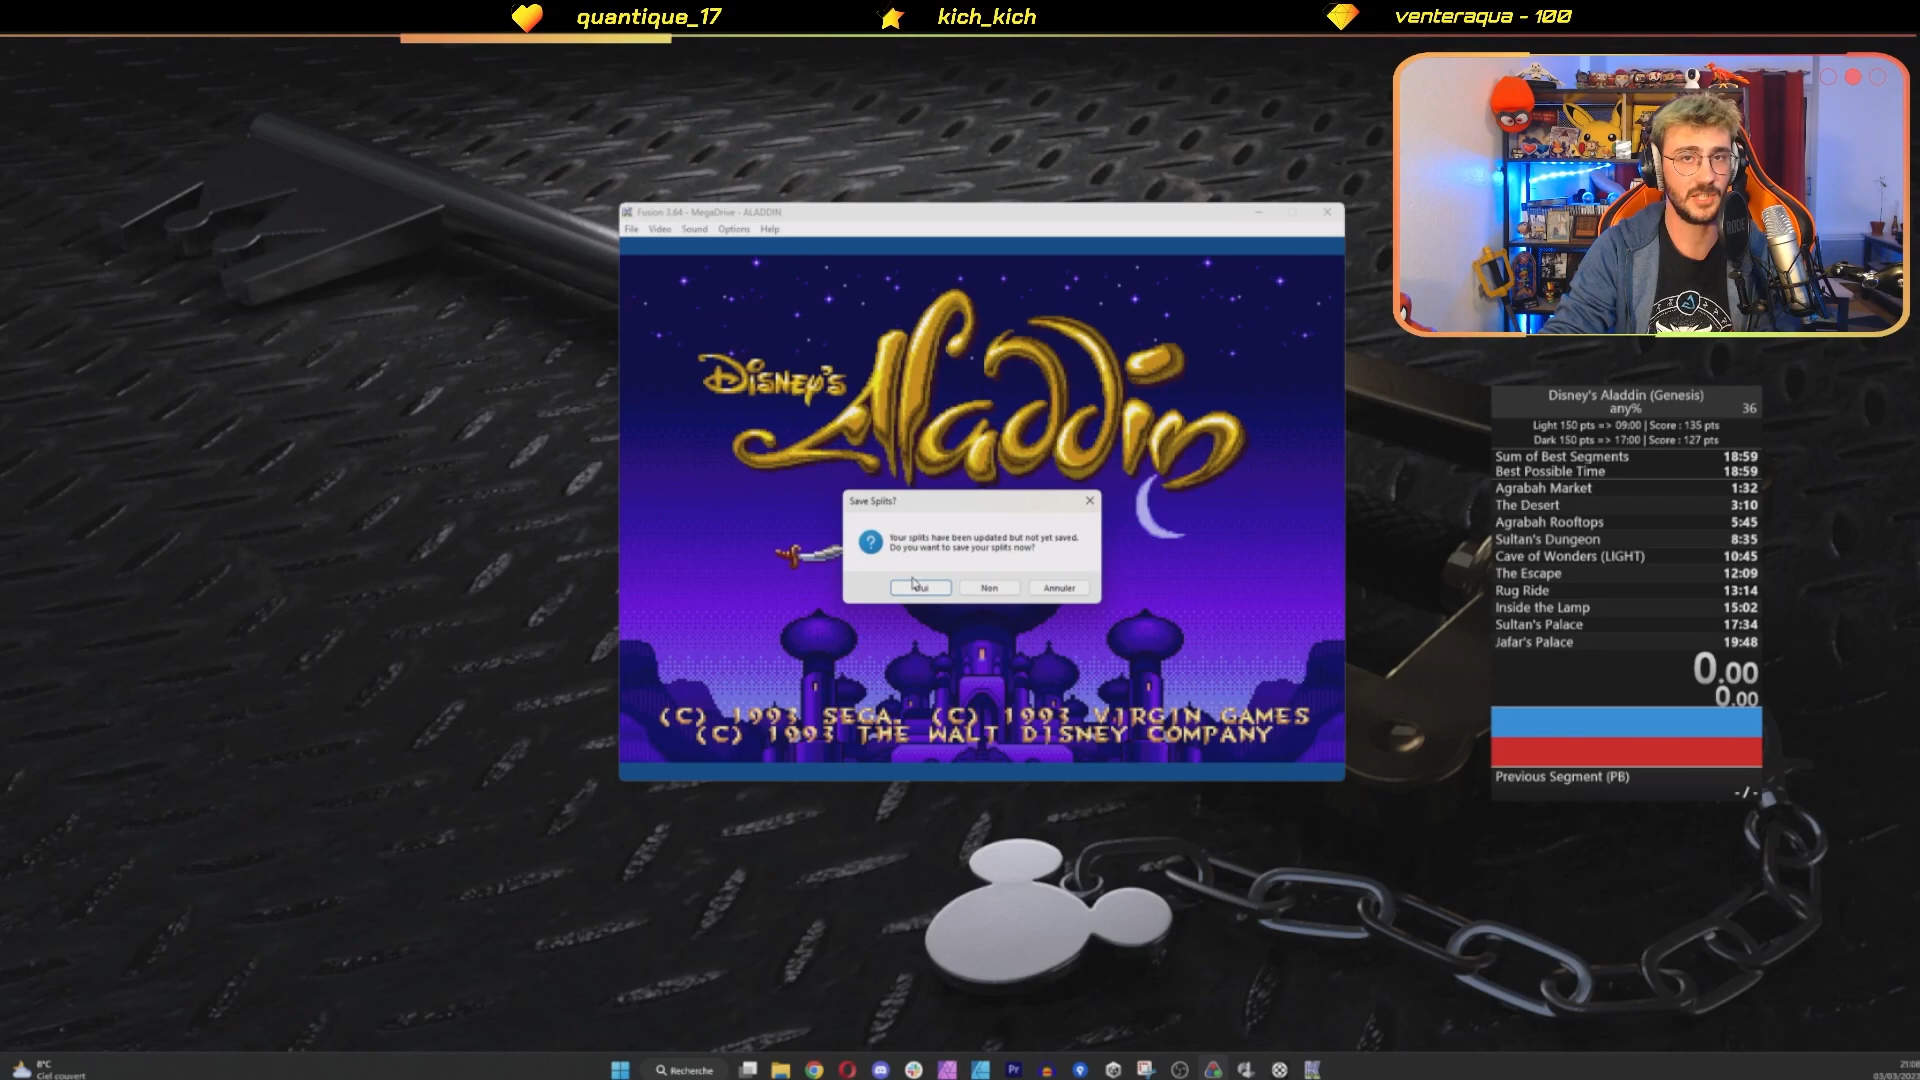 quantique_17
kich_kich
venteraqua - 100
Fusion 3.64 - MegaDrive - ALADDIN
File Video Sound Options Help
DISNEY'S
Aladdin
Save Splits?
Your splits have been updated but not yet saved.
Do you want to save your splits now?
Non
Annuler
(C) 1993 SEGA. (C) 1993 VIRGIN GAMES
(C) 1993 THE WALT DISNEY COMPANY
RODE
Disney's Aladdin (Genesis)
any% 36
Light 150 pts => 09:00 | Score : 135 pts
Dark 150 pts => 17:00 | Score : 127 pts
Sum of Best Segments 18:59
Best Possible Time 18:59
Agrabah Market 1:32
The Desert 3:10
Agrabah Rooftops 5:45
Sultan's Dungeon 8:35
Cave of Wonders (LIGHT) 10:45
The Escape 12:09
Rug Ride 13:14
Inside the Lamp 15:02
Sultan's Palace 17:34
Jafar's Palace 19:48
0.00
0.00
Previous Segment (PB)
- / -
8°C
Ciel couvert
Recherche
Pr